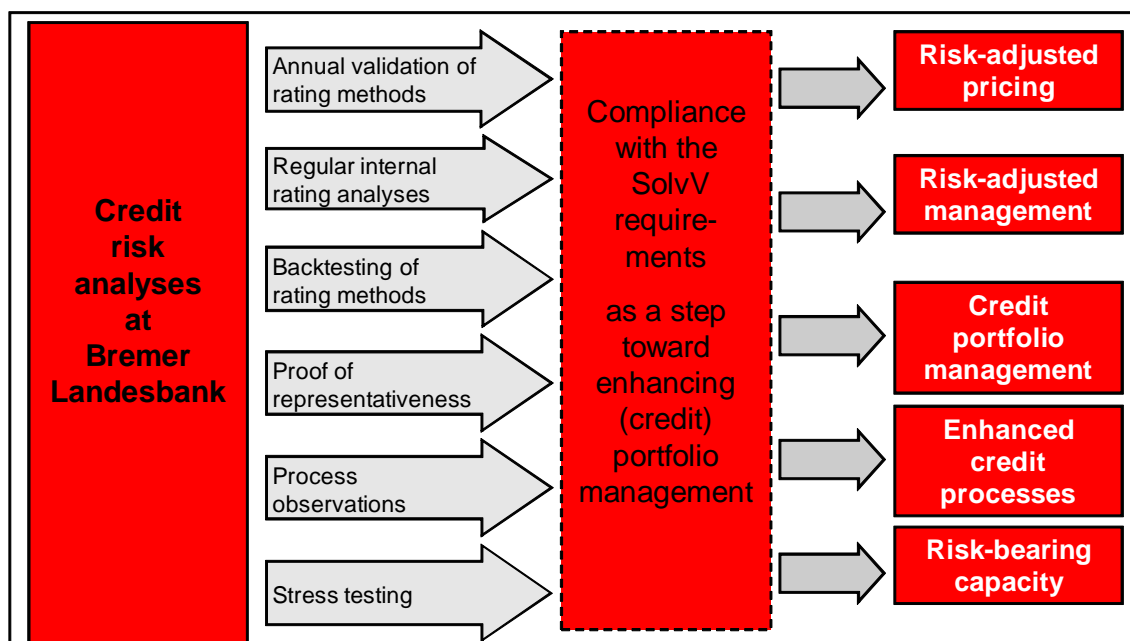 Credit
risk
analyses
at
Bremer
Landesbank
Annual validation of
rating methods
Regular internal
rating analyses
Backtesting of
rating methods
Proof of
representativeness
Process
observations
Stress testing
Compliance
with the
SolvV
require-
ments
as a step
toward
enhancing
(credit)
portfolio
management
Risk-adjusted
pricing
Risk-adjusted
management
Credit
portfolio
management
Enhanced
credit
processes
Risk-bearing
capacity